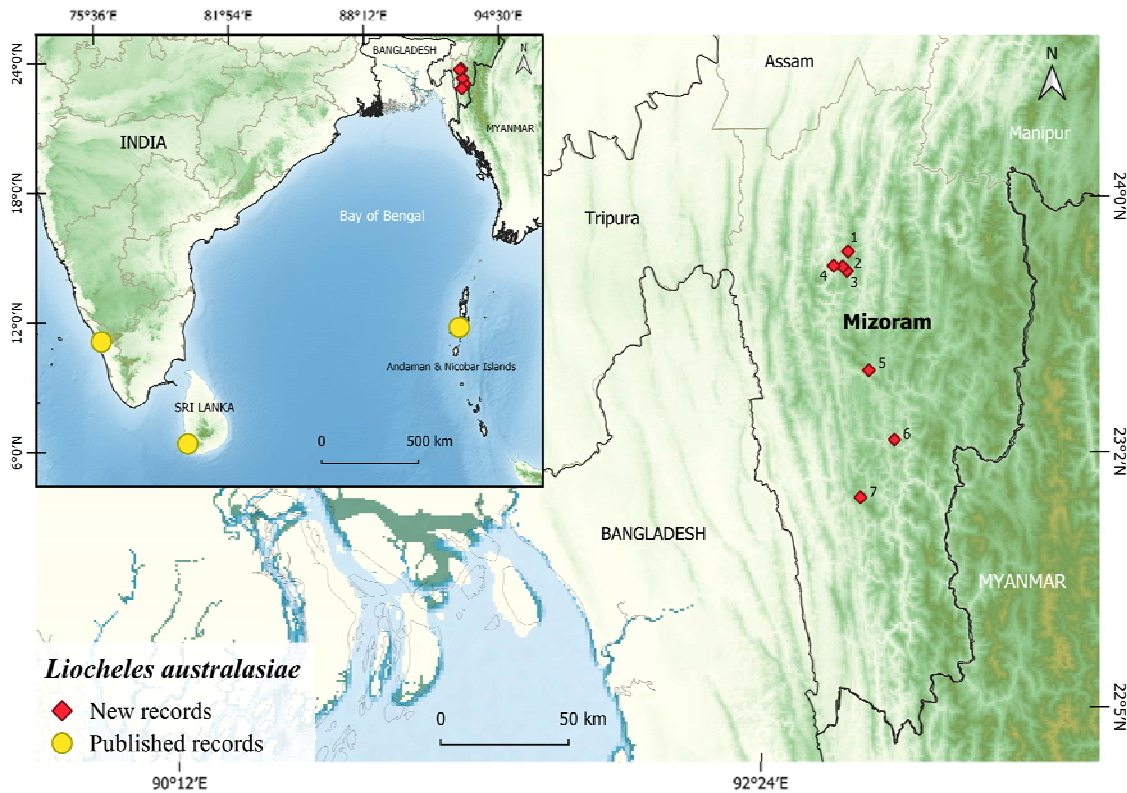 75°36′E 81°54′E 88°12′E 94°30′E
24°0′N
18°0′N
12°0′N
6°0′N
BANGLADESH
N
INDIA
MYANMAR
Bay of Bengal
Andaman & Nicobar Islands
SRI LANKA
0 500 km
Assam
N
Manipur
24°0′N
Tripura
1
2
4
3
Mizoram
5
6
23°2′N
7
BANGLADESH
MYANMAR
22°5′N
Liocheles australasiae
New records
Published records
0 50 km
90°12′E 92°24′E